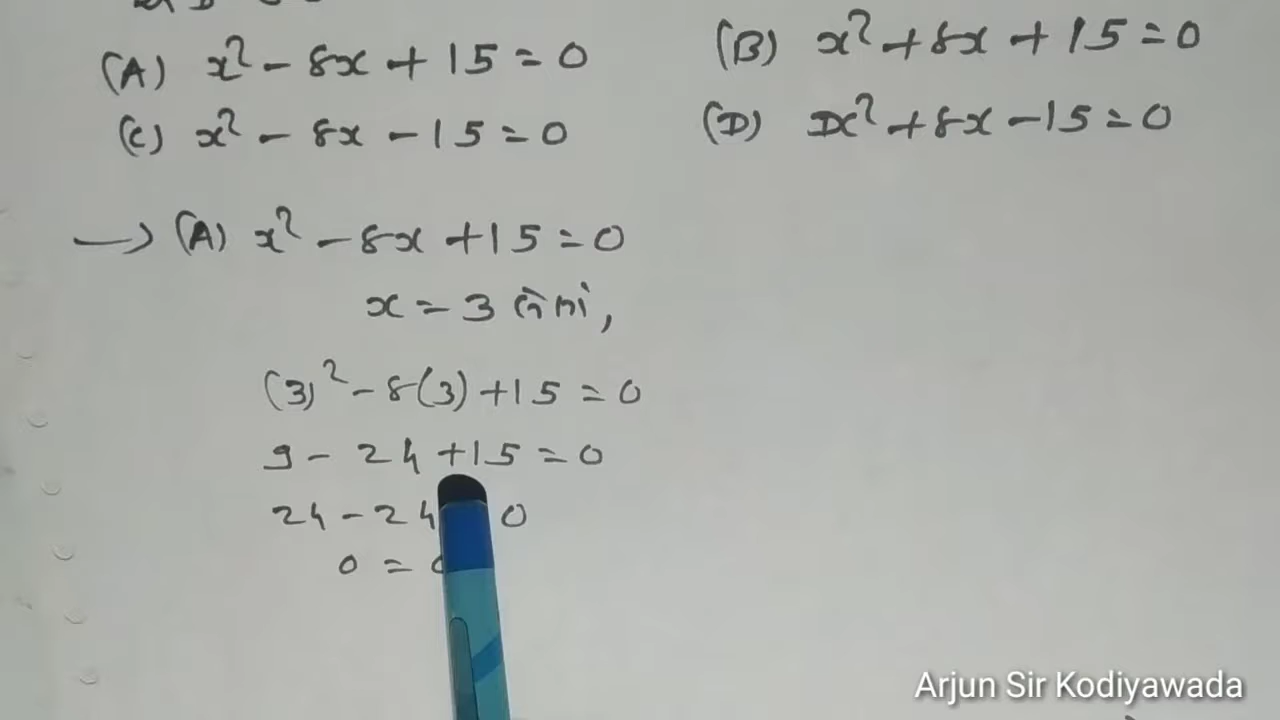 (A) x² - 8x + 15 = 0 (B) x² + 8x + 15 = 0
(C) x² - 8x - 15 = 0 (D) x² + 8x - 15 = 0
→ (A) x² - 8x + 15 = 0
x = 3 લેતાં,
(3)² - 8(3) + 15 = 0
9 - 24 + 15 = 0
24 - 24 0
0 =
Arjun Sir Kodiyawada